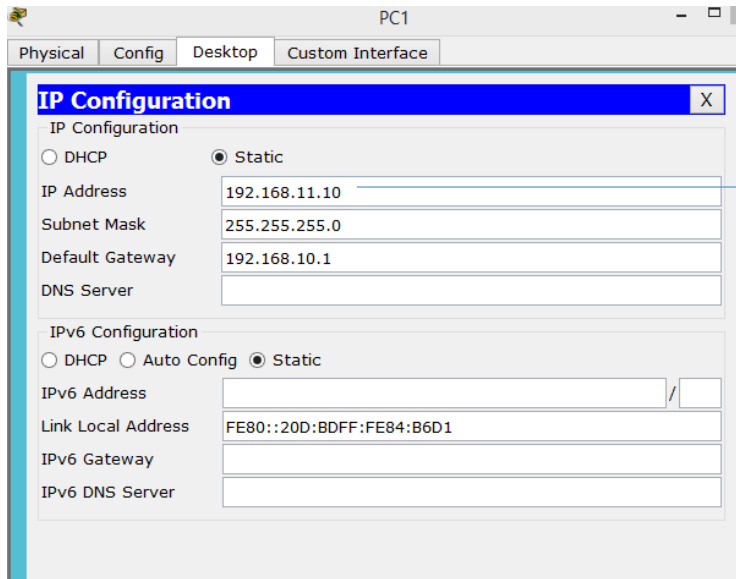 PC1
Physical Config Desktop Custom Interface
IP Configuration X
IP Configuration
DHCP Static
IP Address 192.168.11.10
Subnet Mask 255.255.255.0
Default Gateway 192.168.10.1
DNS Server
IPv6 Configuration
DHCP Auto Config Static
IPv6 Address /
Link Local Address FE80::20D:BDFF:FE84:B6D1
IPv6 Gateway
IPv6 DNS Server